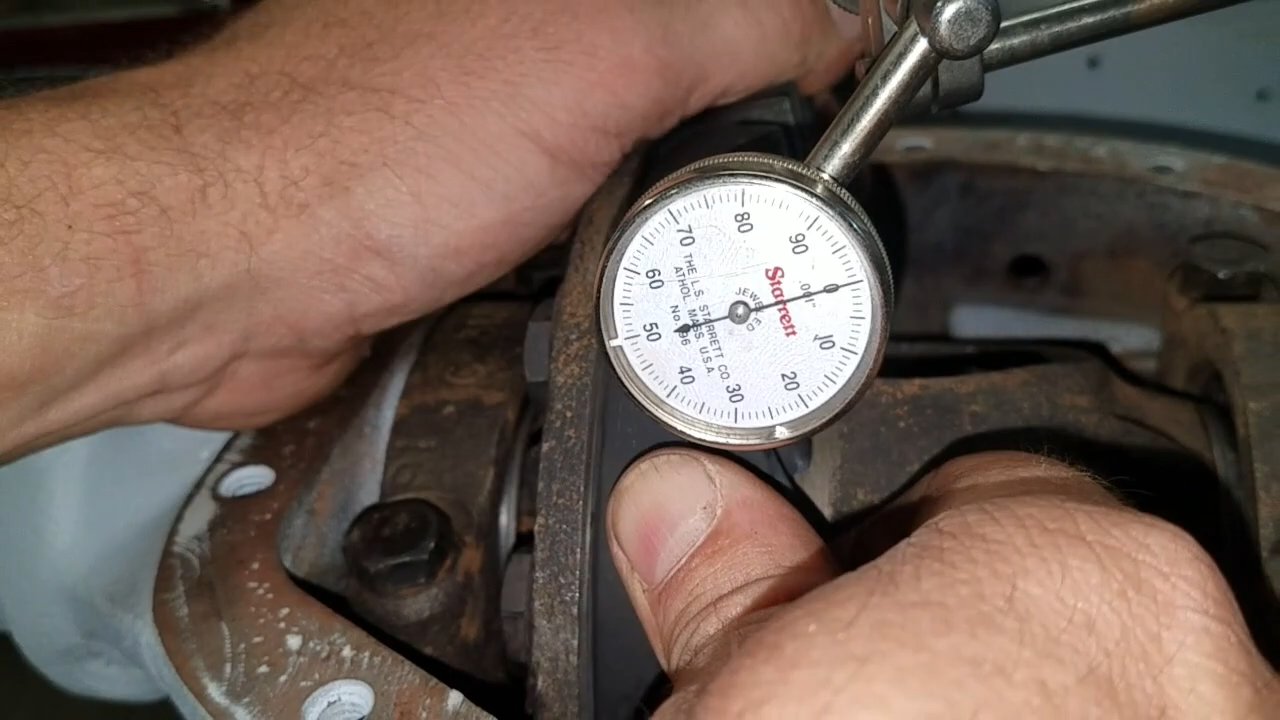 0
10
20
30
40
50
60
70
80
90
.001"
Starrett
JEWELED
THE L.S. STARRETT CO.
ATHOL, MASS. U.S.A.